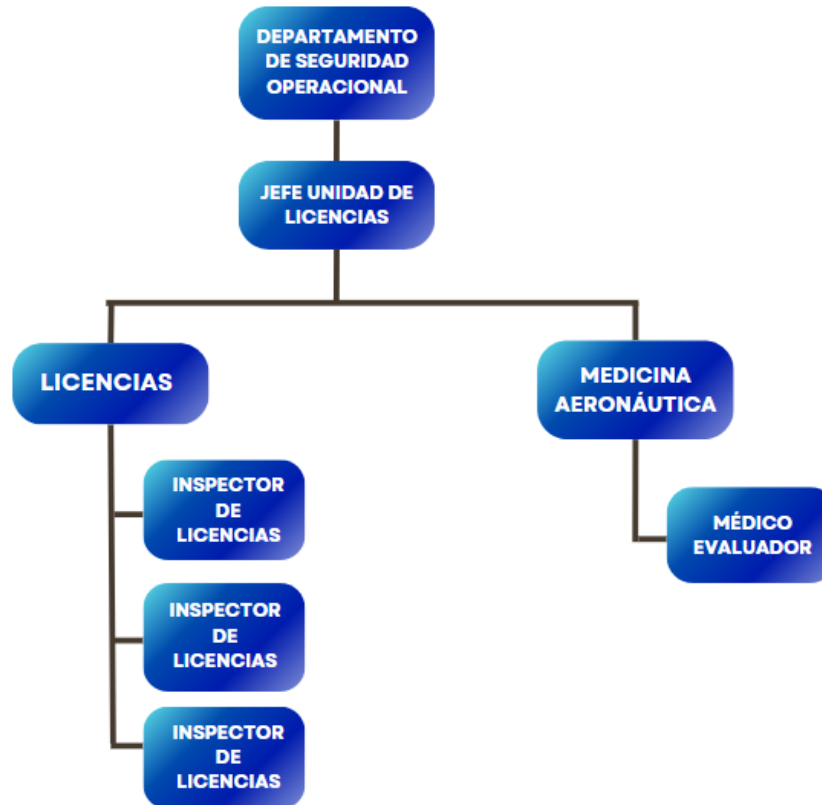 DEPARTAMENTO
DE SEGURIDAD
OPERACIONAL
JEFE UNIDAD DE
LICENCIAS
LICENCIAS
MEDICINA
AERONÁUTICA
INSPECTOR
DE
LICENCIAS
MÉDICO
EVALUADOR
INSPECTOR
DE
LICENCIAS
INSPECTOR
DE
LICENCIAS